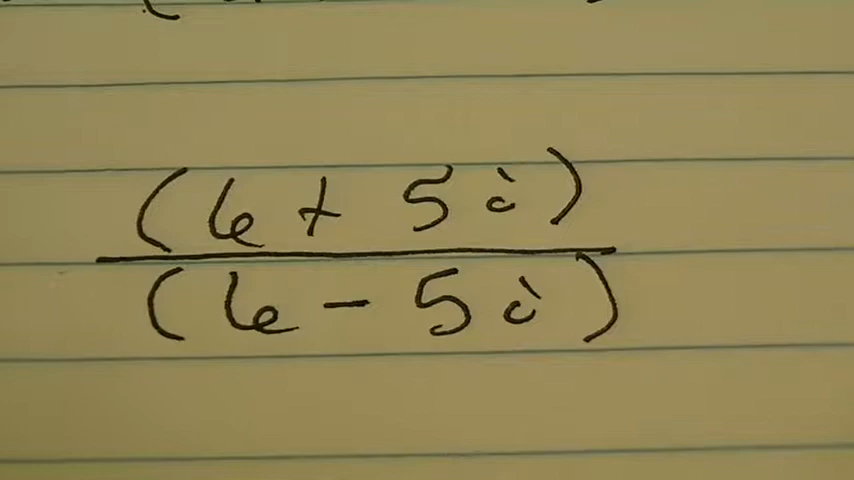 (6 + 5i)
(6 - 5i)